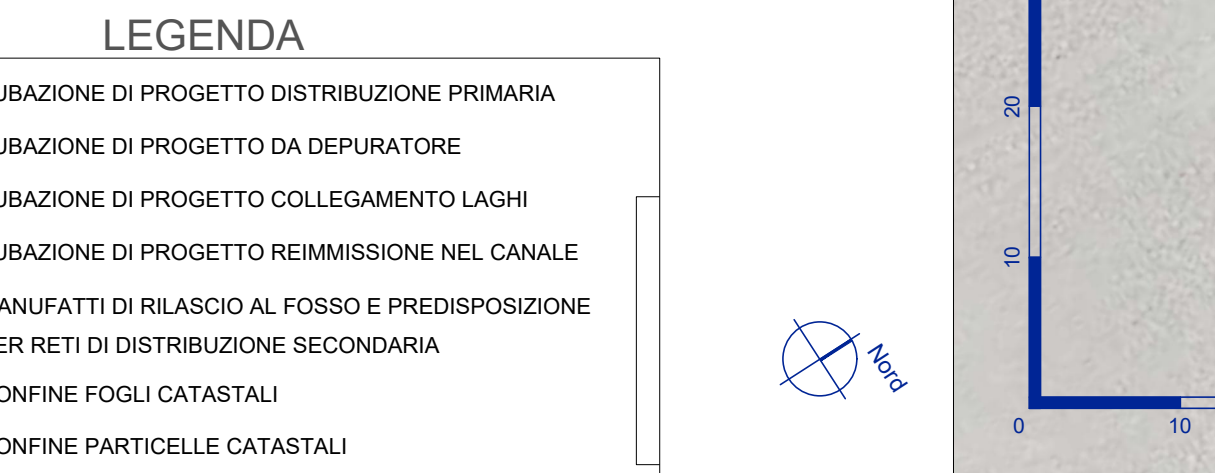 LEGENDA
UBAZIONE DI PROGETTO DISTRIBUZIONE PRIMARIA
UBAZIONE DI PROGETTO DA DEPURATORE
UBAZIONE DI PROGETTO COLLEGAMENTO LAGHI
UBAZIONE DI PROGETTO REIMMISSIONE NEL CANALE
ANUFATTI DI RILASCIO AL FOSSO E PREDISPOSIZIONE
ER RETI DI DISTRIBUZIONE SECONDARIA
ONFINE FOGLI CATASTALI
ONFINE PARTICELLE CATASTALI
Nord
20
10
0
10